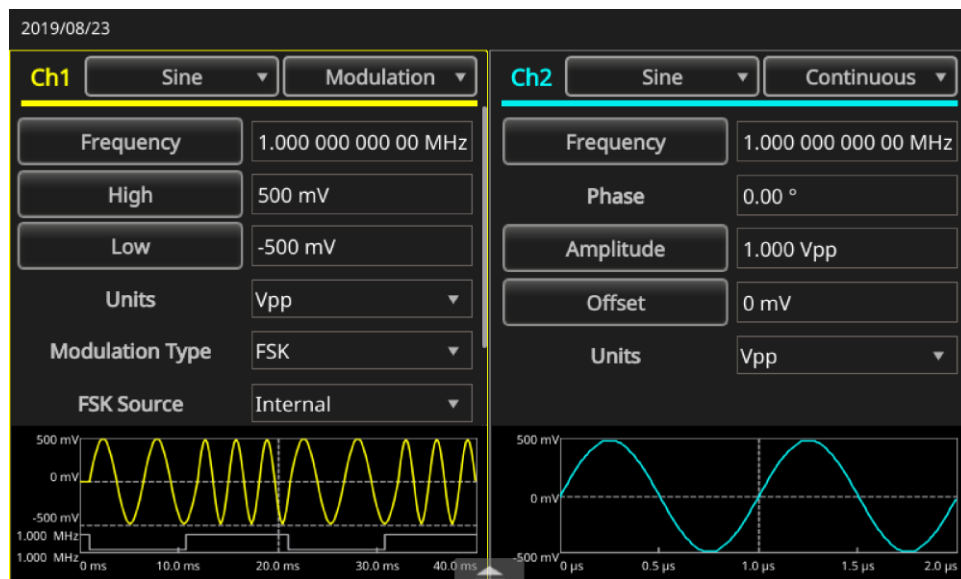 2019/08/23
Ch1 Sine Modulation
Frequency 1.000 000 000 00 MHz
High 500 mV
Low -500 mV
Units Vpp
Modulation Type FSK
FSK Source Internal
500 mV
0 mV
-500 mV
1.000 MHz
1.000 MHz
0 ms 10.0 ms 20.0 ms 30.0 ms 40.0 ms
Ch2 Sine Continuous
Frequency 1.000 000 000 00 MHz
Phase 0.00 °
Amplitude 1.000 Vpp
Offset 0 mV
Units Vpp
500 mV
0 mV
-500 mV
0 µs 0.5 µs 1.0 µs 1.5 µs 2.0 µs